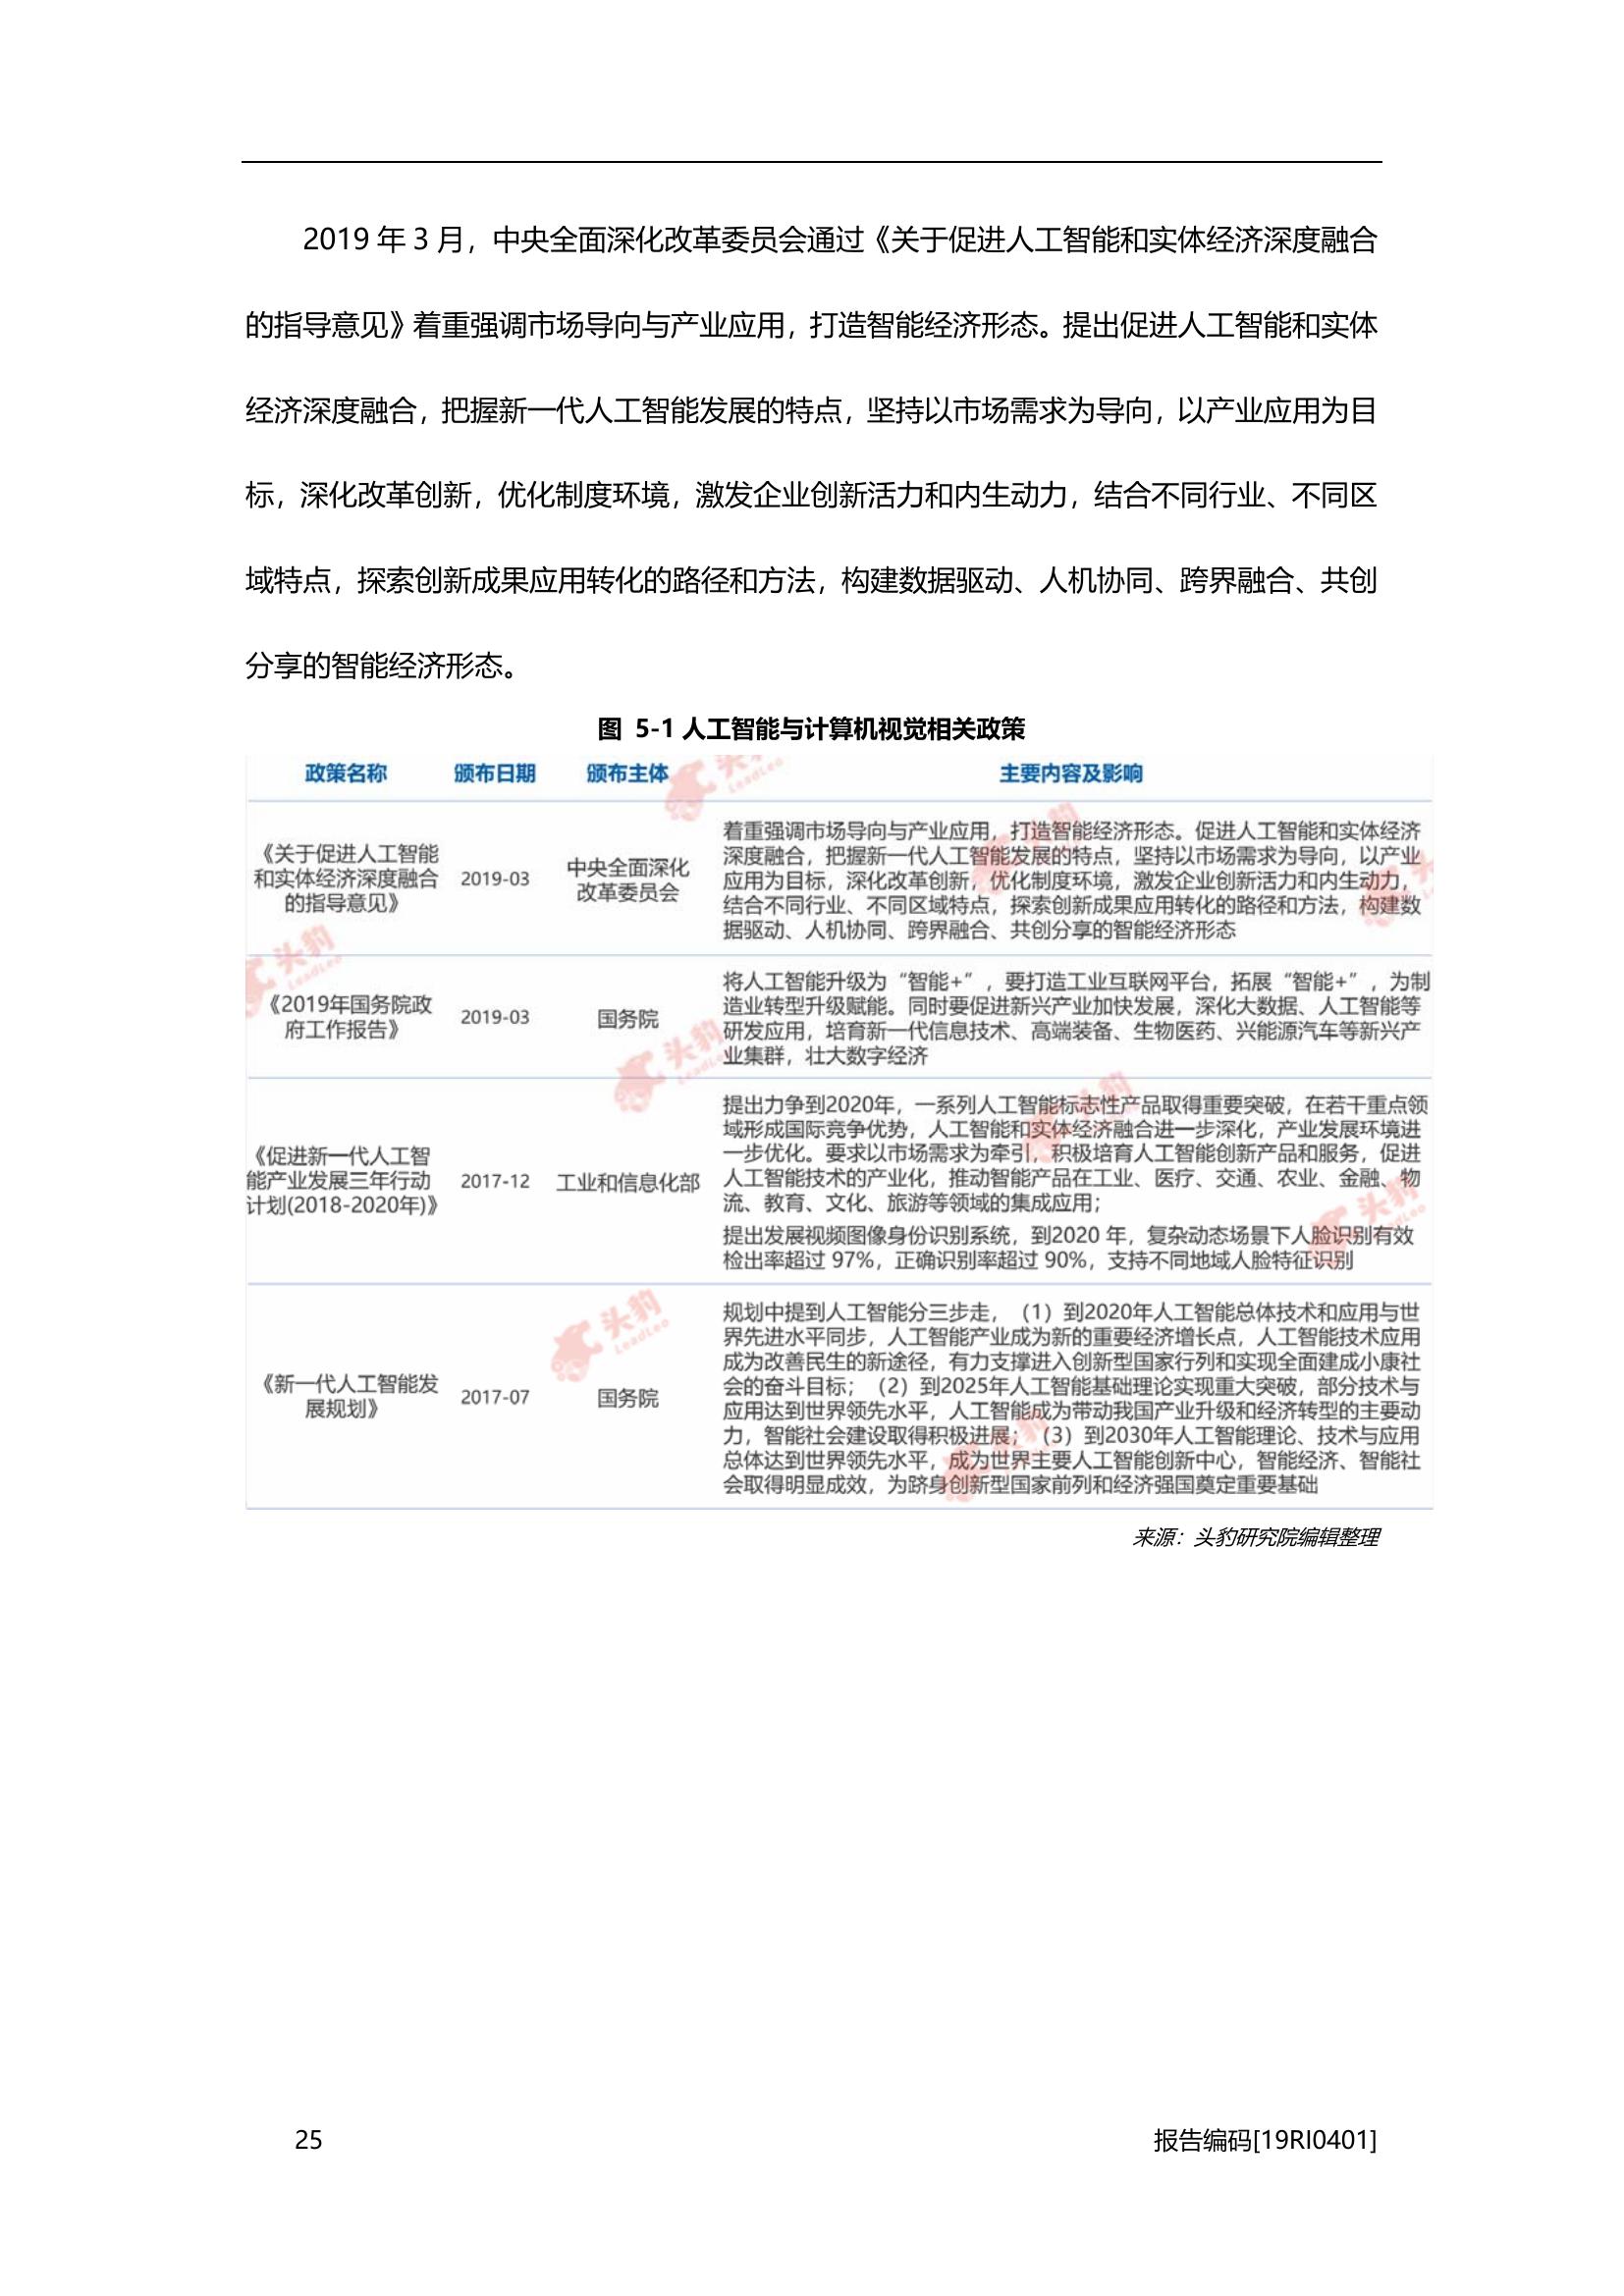 2019 年 3 月，中央全面深化改革委员会通过《关于促进人工智能和实体经济深度融合
的指导意见》着重强调市场导向与产业应用，打造智能经济形态。提出促进人工智能和实体
经济深度融合，把握新一代人工智能发展的特点，坚持以市场需求为导向，以产业应用为目
标，深化改革创新，优化制度环境，激发企业创新活力和内生动力，结合不同行业、不同区
域特点，探索创新成果应用转化的路径和方法，构建数据驱动、人机协同、跨界融合、共创
分享的智能经济形态。
图 5-1 人工智能与计算机视觉相关政策
政策名称 颁布日期 颁布主体 主要内容及影响
《关于促进人工智能
和实体经济深度融合
的指导意见》
2019-03
中央全面深化
改革委员会
着重强调市场导向与产业应用，打造智能经济形态。促进人工智能和实体经济
深度融合，把握新一代人工智能发展的特点，坚持以市场需求为导向，以产业
应用为目标，深化改革创新，优化制度环境，激发企业创新活力和内生动力，
结合不同行业、不同区域特点，探索创新成果应用转化的路径和方法，构建数
据驱动、人机协同、跨界融合、共创分享的智能经济形态
《2019年国务院政
府工作报告》
2019-03
国务院
将人工智能升级为“智能+”，要打造工业互联网平台，拓展“智能+”，为制
造业转型升级赋能。同时要促进新兴产业加快发展，深化大数据、人工智能等
研发应用，培育新一代信息技术、高端装备、生物医药、兴能源汽车等新兴产
业集群，壮大数字经济
《促进新一代人工智
能产业发展三年行动
计划(2018-2020年)》
2017-12
工业和信息化部
提出力争到2020年，一系列人工智能标志性产品取得重要突破，在若干重点领
域形成国际竞争优势，人工智能和实体经济融合进一步深化，产业发展环境进
一步优化。要求以市场需求为牵引，积极培育人工智能创新产品和服务，促进
人工智能技术的产业化，推动智能产品在工业、医疗、交通、农业、金融、物
流、教育、文化、旅游等领域的集成应用；
提出发展视频图像身份识别系统，到2020 年，复杂动态场景下人脸识别有效
检出率超过 97%，正确识别率超过 90%，支持不同地域人脸特征识别
《新一代人工智能发
展规划》
2017-07
国务院
规划中提到人工智能分三步走，（1）到2020年人工智能总体技术和应用与世
界先进水平同步，人工智能产业成为新的重要经济增长点，人工智能技术应用
成为改善民生的新途径，有力支撑进入创新型国家行列和实现全面建成小康社
会的奋斗目标；（2）到2025年人工智能基础理论实现重大突破，部分技术与
应用达到世界领先水平，人工智能成为带动我国产业升级和经济转型的主要动
力，智能社会建设取得积极进展；（3）到2030年人工智能理论、技术与应用
总体达到世界领先水平，成为世界主要人工智能创新中心，智能经济、智能社
会取得明显成效，为跻身创新型国家前列和经济强国奠定重要基础
头豹
LeadLeo
来源：头豹研究院编辑整理
25
报告编码[19RI0401]